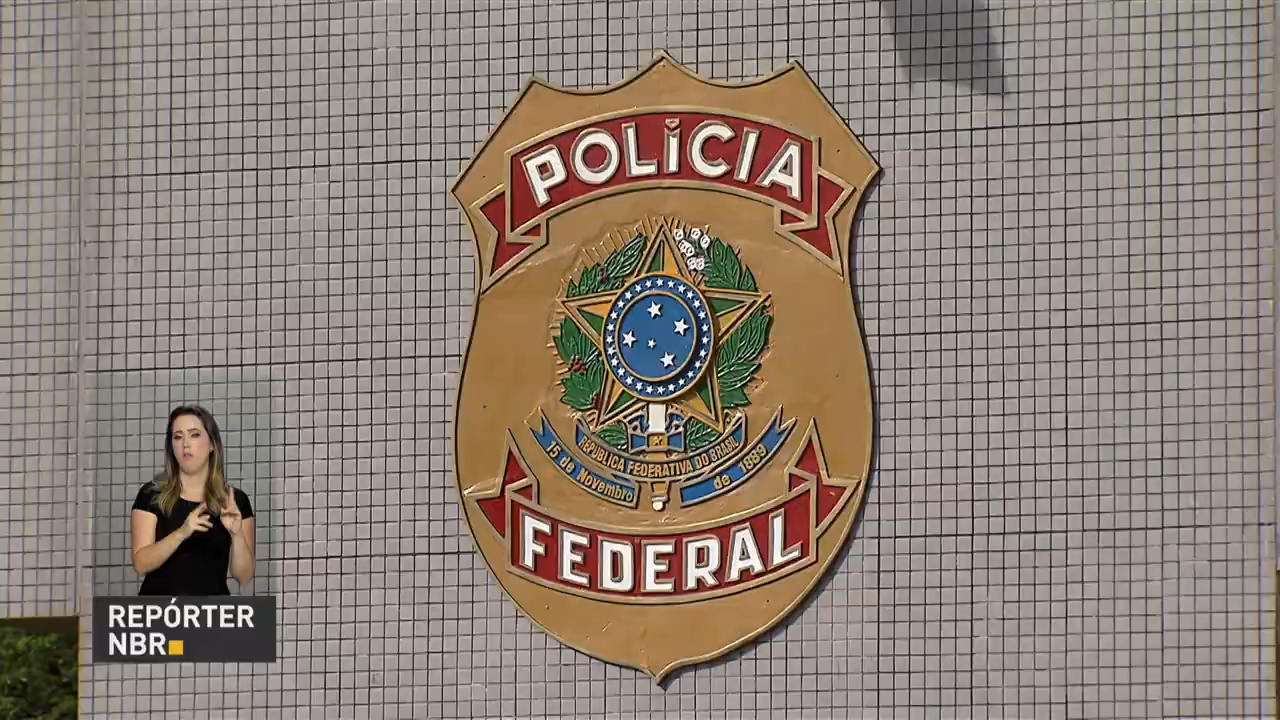 POLÍCIA
REPÚBLICA FEDERATIVA DO BRASIL
15 de Novembro de 1889
FEDERAL
REPÓRTER
NBR